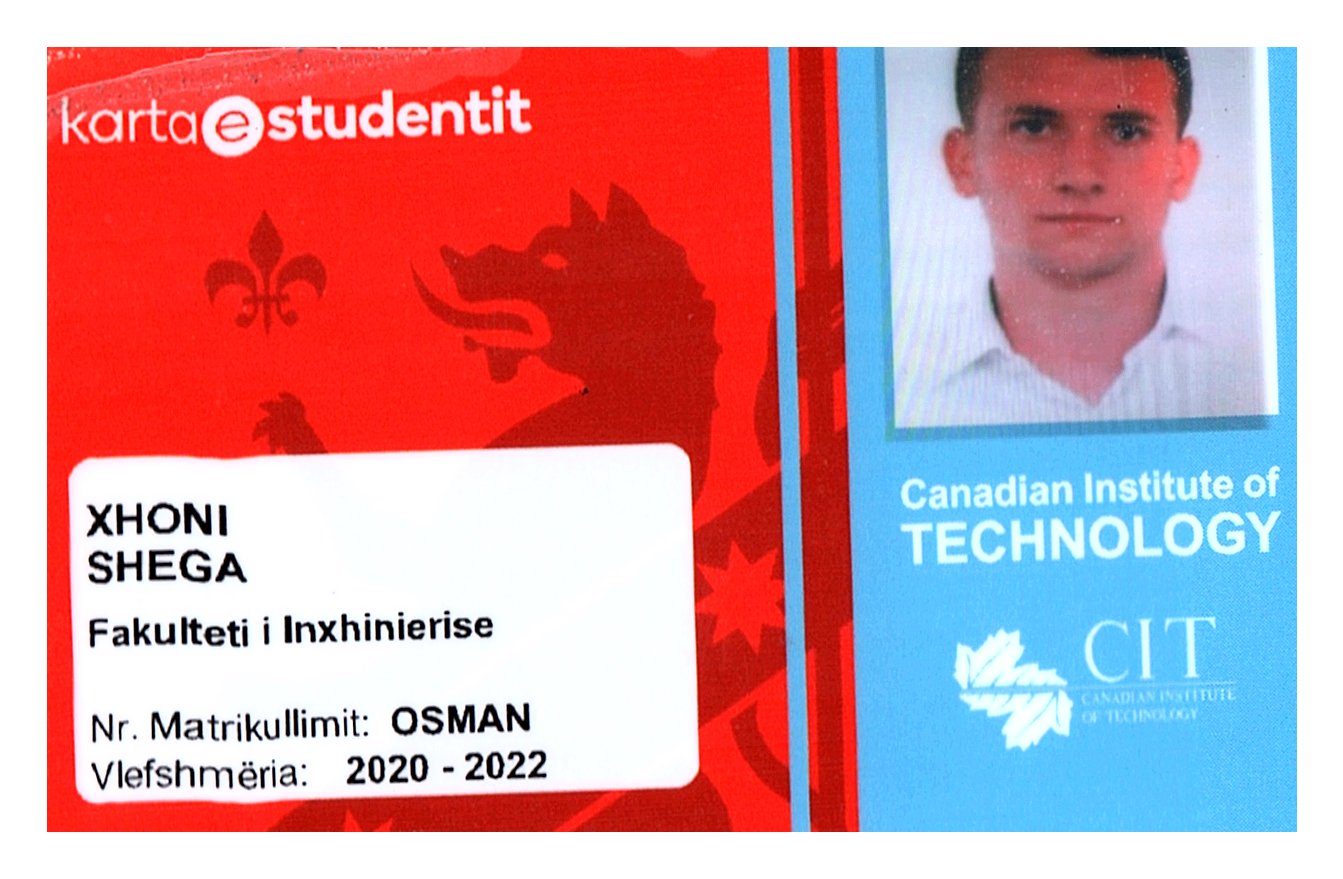 karta e studentit
XHONI
SHEGA
Fakulteti i Inxhinierise
Nr. Matrikullimit: OSMAN
Vlefshmëria: 2020 - 2022
Canadian Institute of
TECHNOLOGY
CIT
CANADIAN INSTITUTE
OF TECHNOLOGY